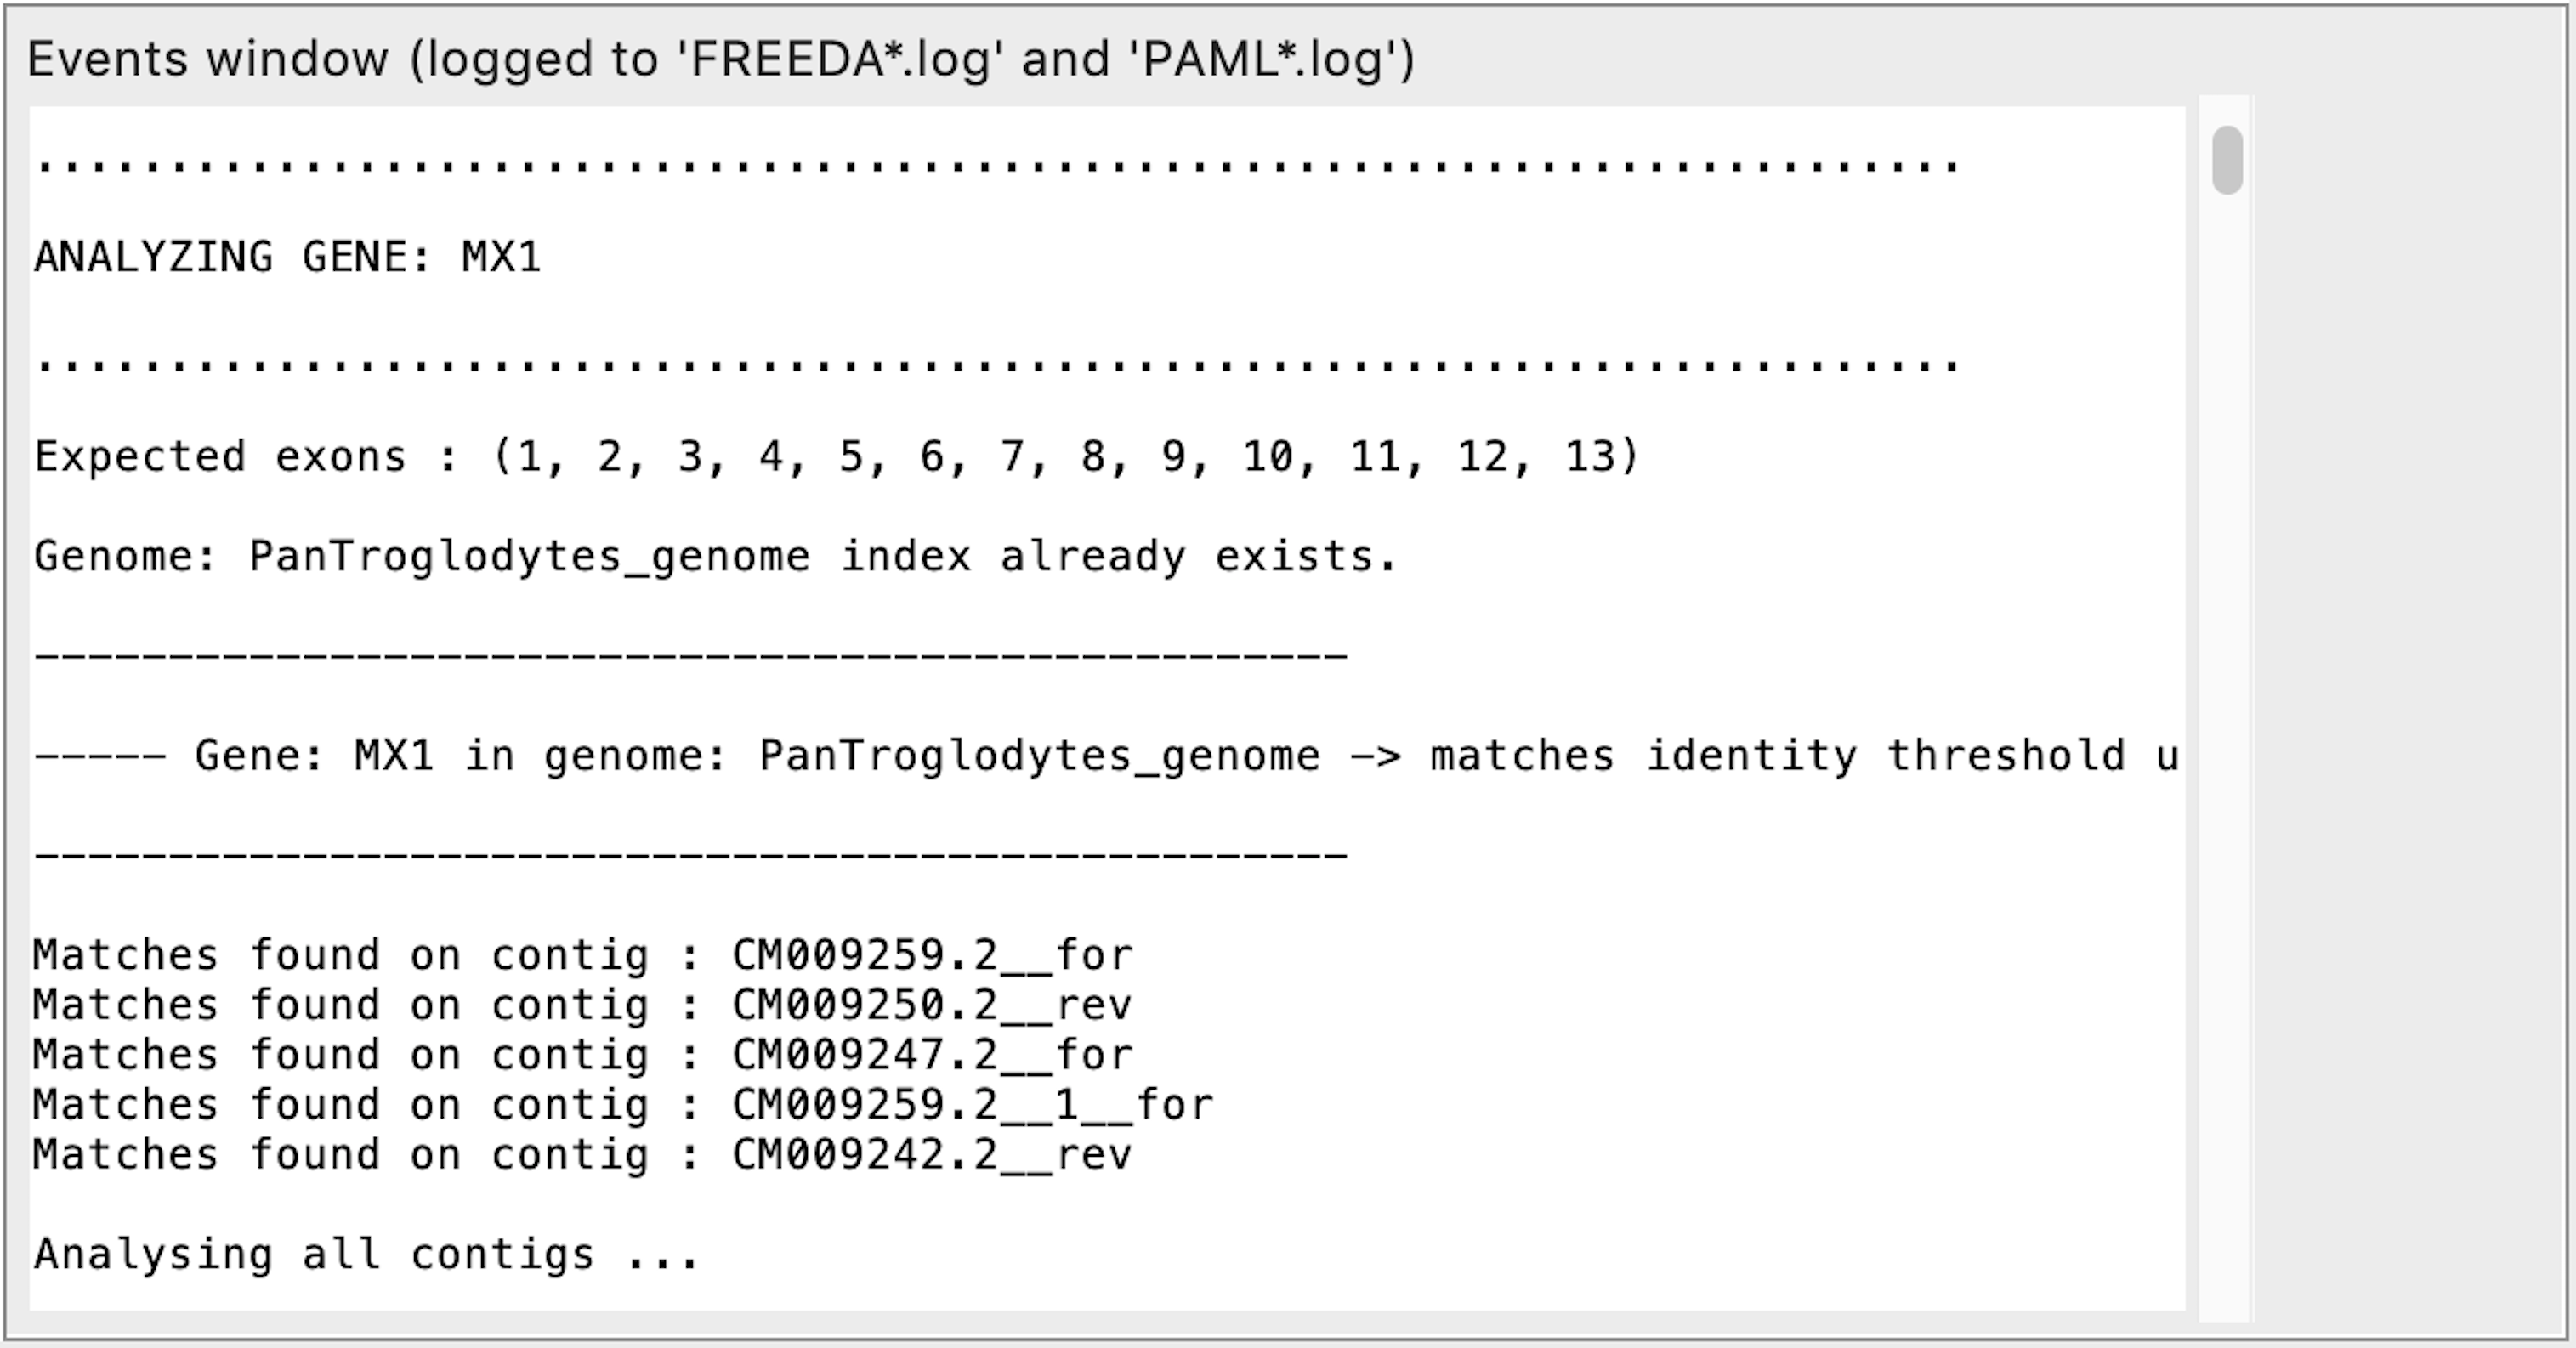 Events window (logged to 'FREEDA*.log' and 'PAML*.log')
........................................................................
ANALYZING GENE: MX1
........................................................................
Expected exons : (1, 2, 3, 4, 5, 6, 7, 8, 9, 10, 11, 12, 13)
Genome: PanTroglodytes_genome index already exists.
-------------------------------------------------
----- Gene: MX1 in genome: PanTroglodytes_genome -> matches identity threshold u
-------------------------------------------------
Matches found on contig : CM009259.2__for
Matches found on contig : CM009250.2__rev
Matches found on contig : CM009247.2__for
Matches found on contig : CM009259.2__1__for
Matches found on contig : CM009242.2__rev
Analysing all contigs ...